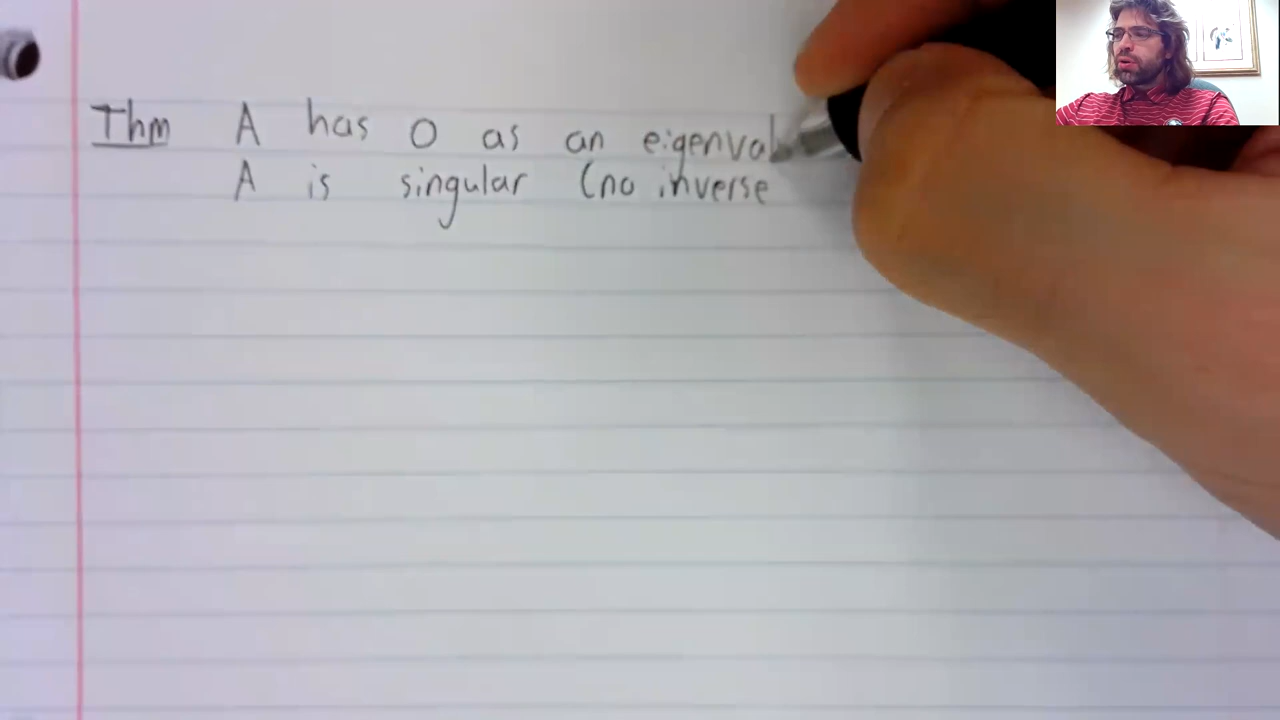 Thm A has 0 as an eigenval
A is singular (no inverse